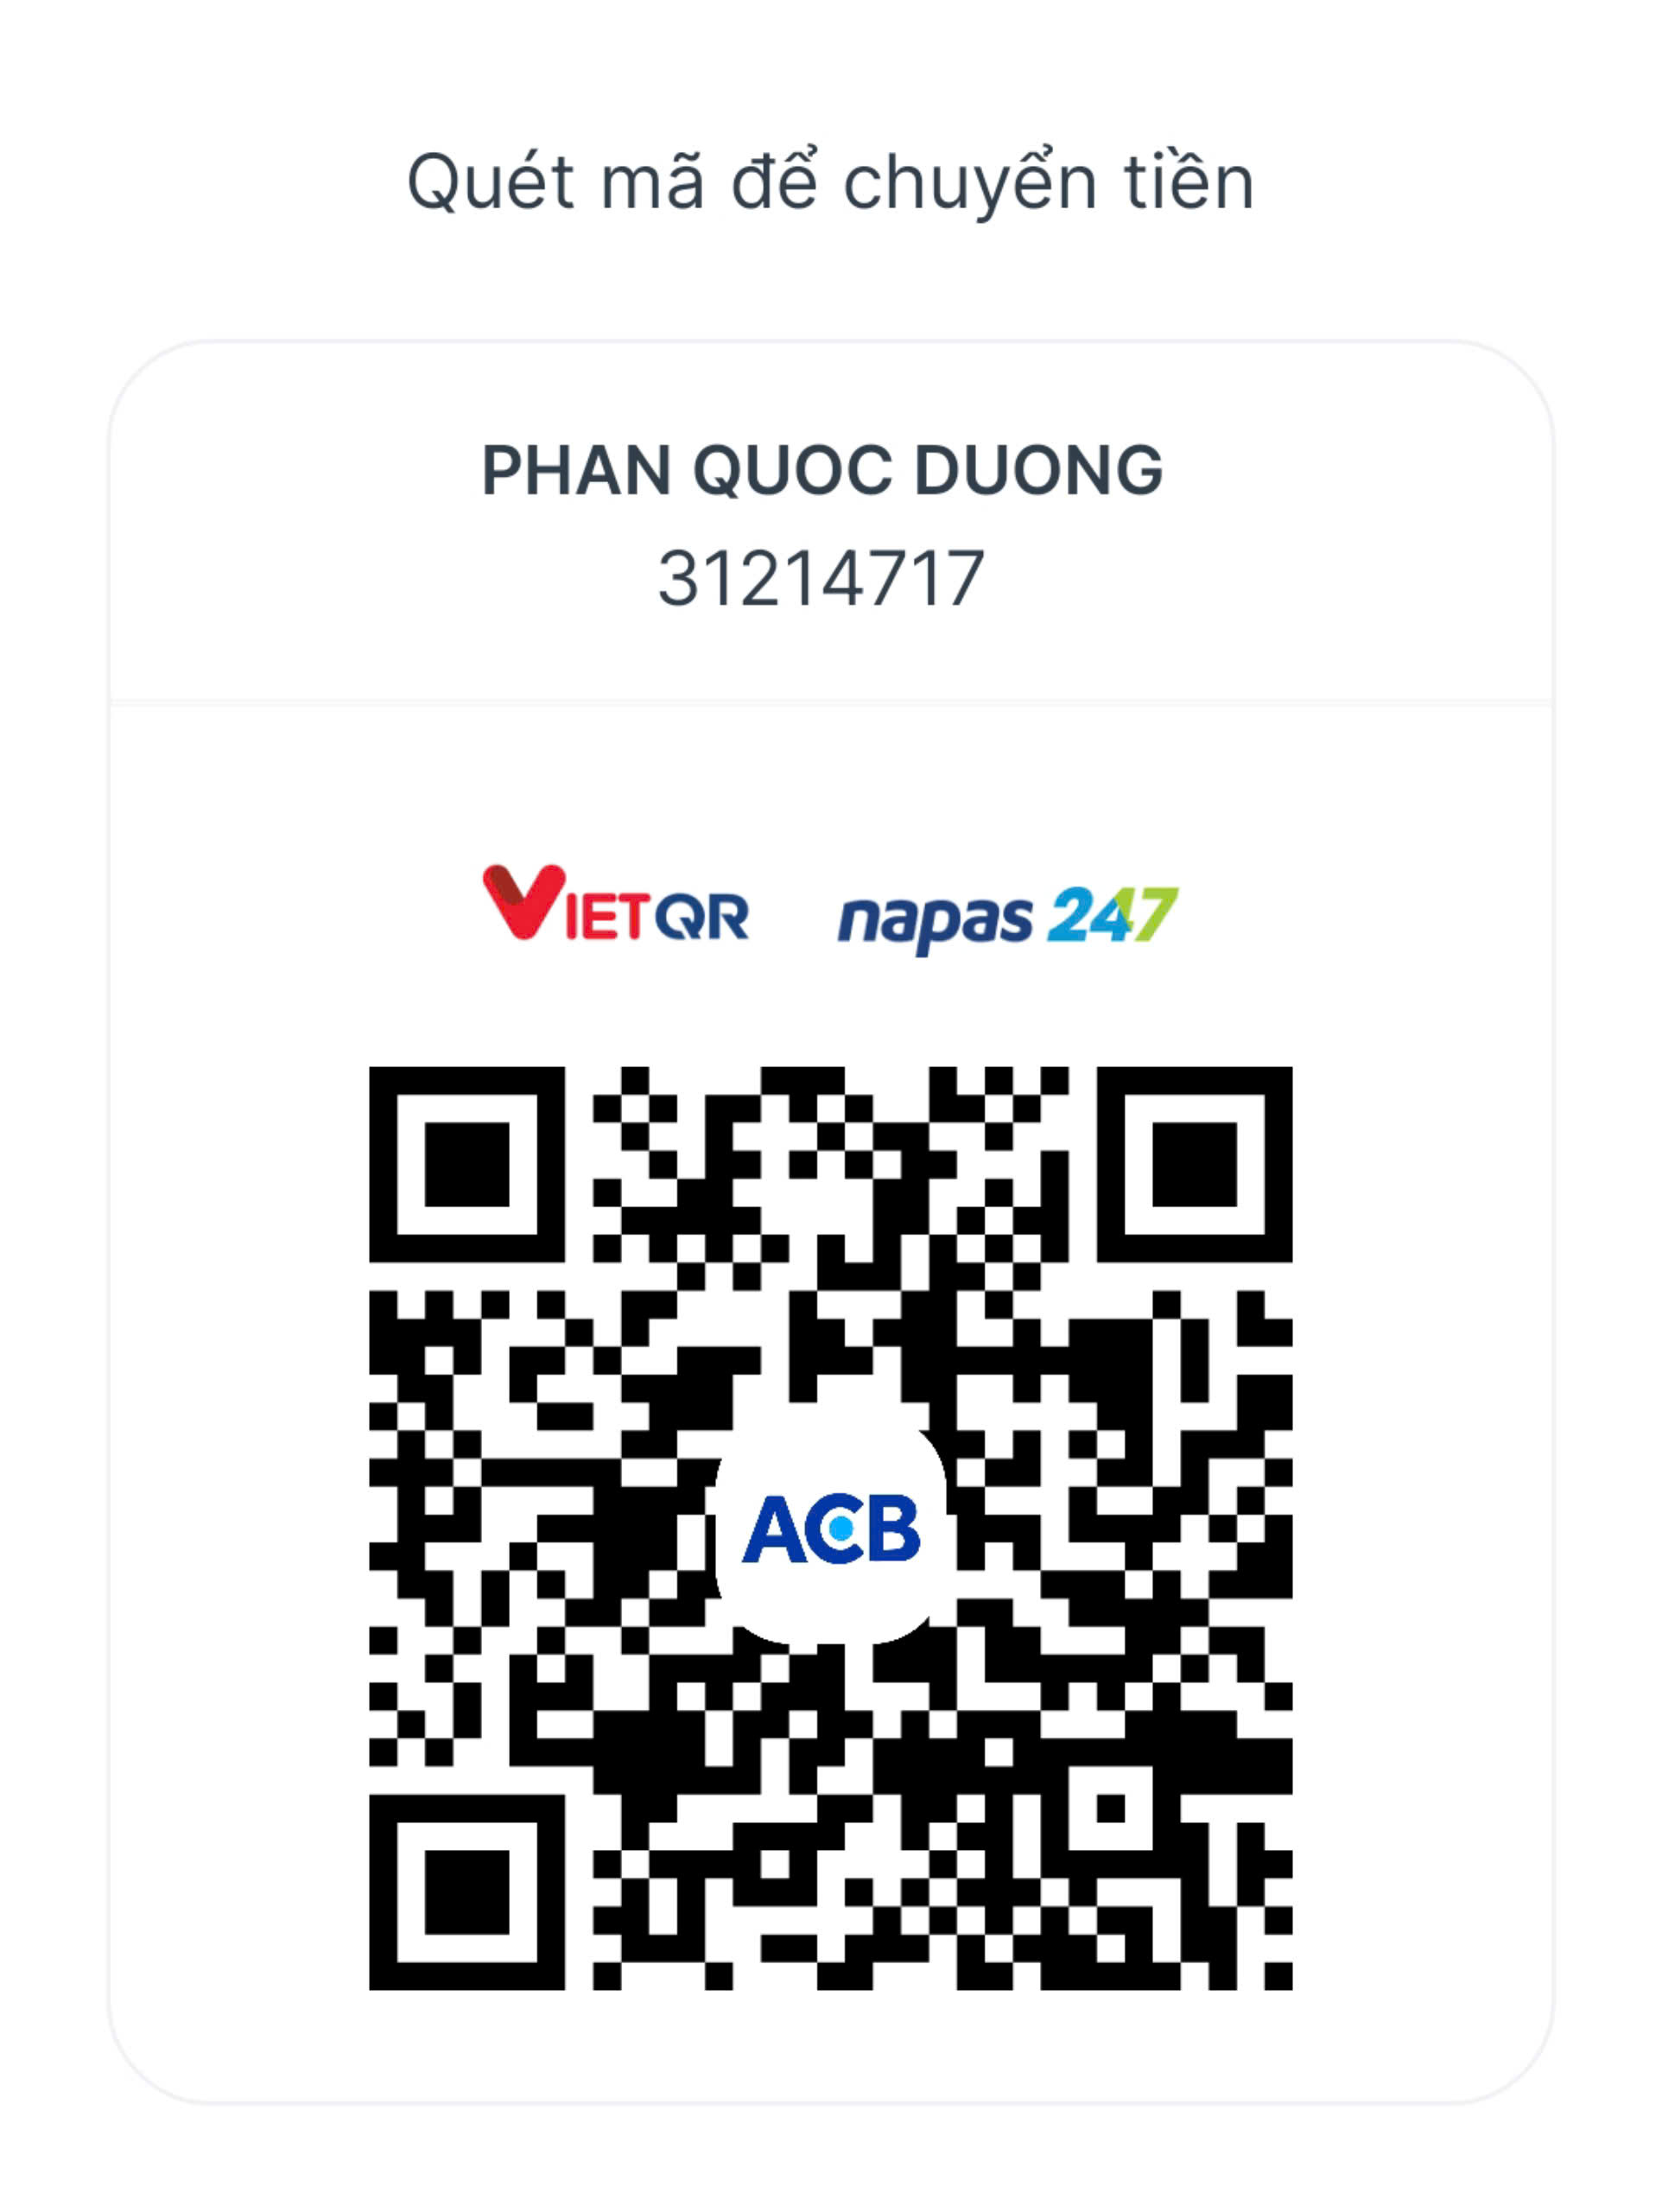 Quét mã để chuyển tiền
PHAN QUOC DUONG
31214717
VIETQR napas 247
ACB